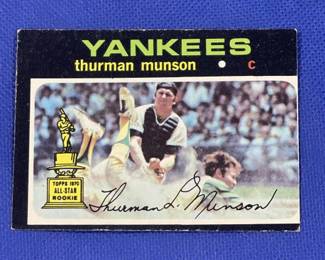 YANKEES
thurman munson • c
TOPPS 1970
ALL-STAR
ROOKIE
Thurman L. Munson